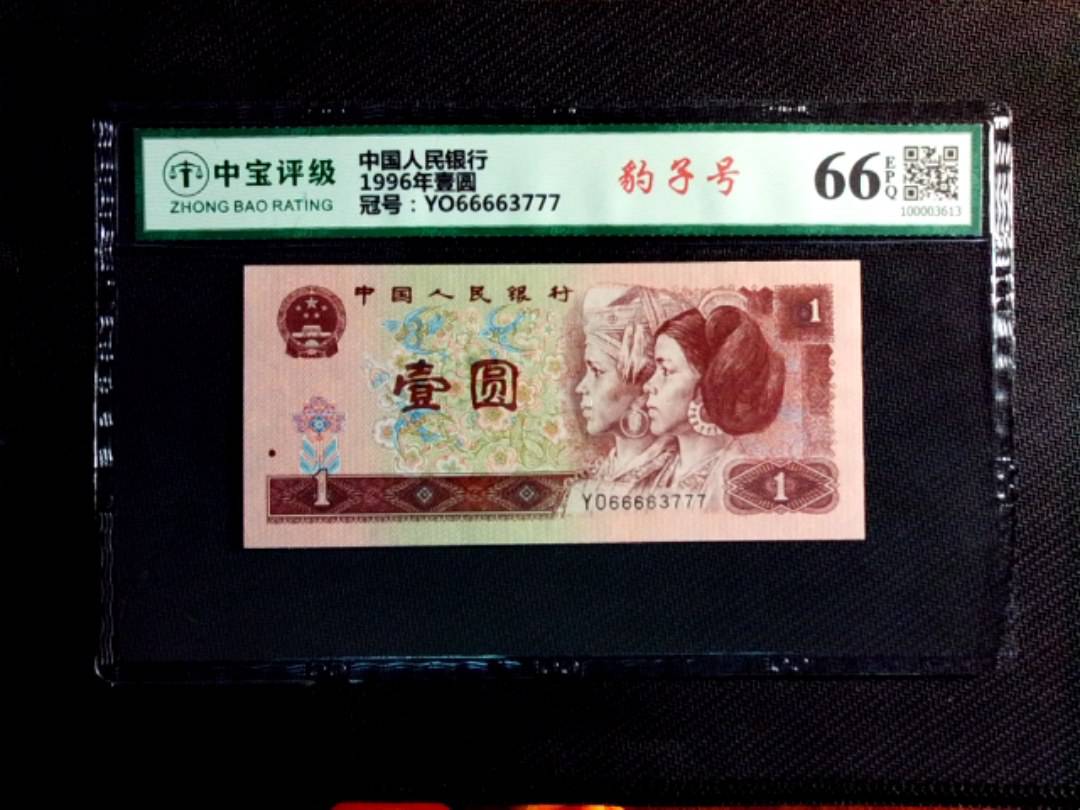 中宝评级
ZHONG BAO RATING
中国人民银行
1996年壹圆
冠号：YO66663777
豹子号
66
EPQ
100003613
中国人民银行
1
壹圆
1
YO66663777
1